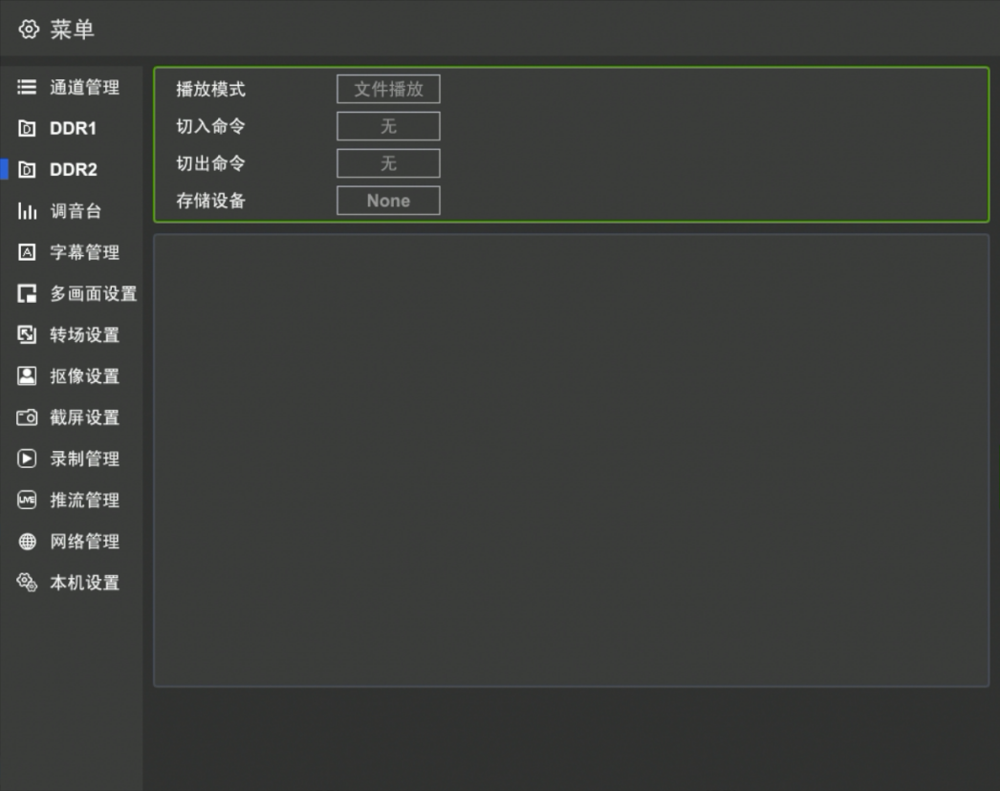 菜单
通道管理
DDR1
DDR2
调音台
字幕管理
多画面设置
转场设置
抠像设置
截屏设置
录制管理
推流管理
网络管理
本机设置
播放模式 文件播放
切入命令 无
切出命令 无
存储设备 None